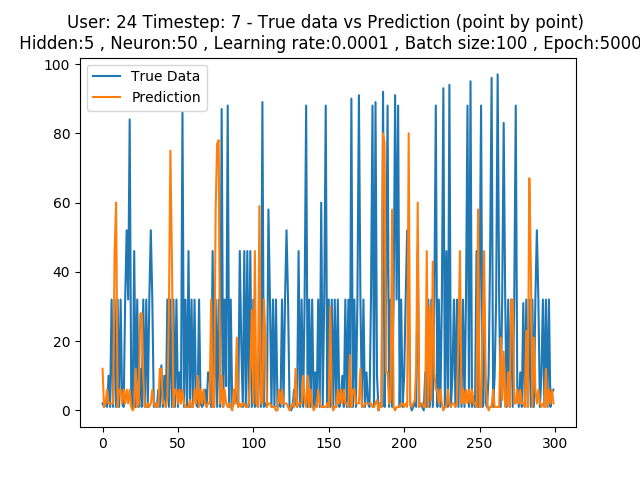 User: 24 Timestep: 7 - True data vs Prediction (point by point)
Hidden:5 , Neuron:50 , Learning rate:0.0001 , Batch size:100 , Epoch:5000
100
True Data
Prediction
80
60
40
20
0
0 50 100 150 200 250 300